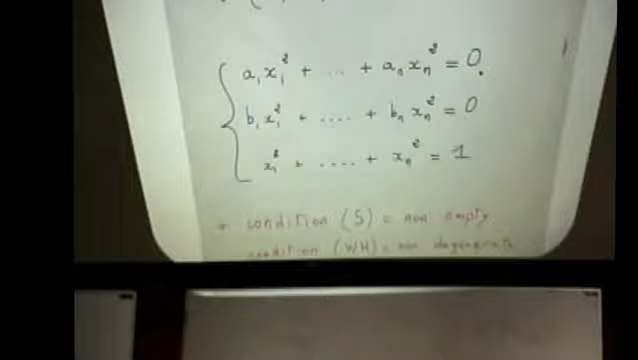 a₁x₁² + ... + aₙxₙ² = 0.
b₁x₁² + .... + bₙxₙ² = 0
x₁² + .... + xₙ² = 1
+ condition (S) = non empty
condition (WH) = non degenerate